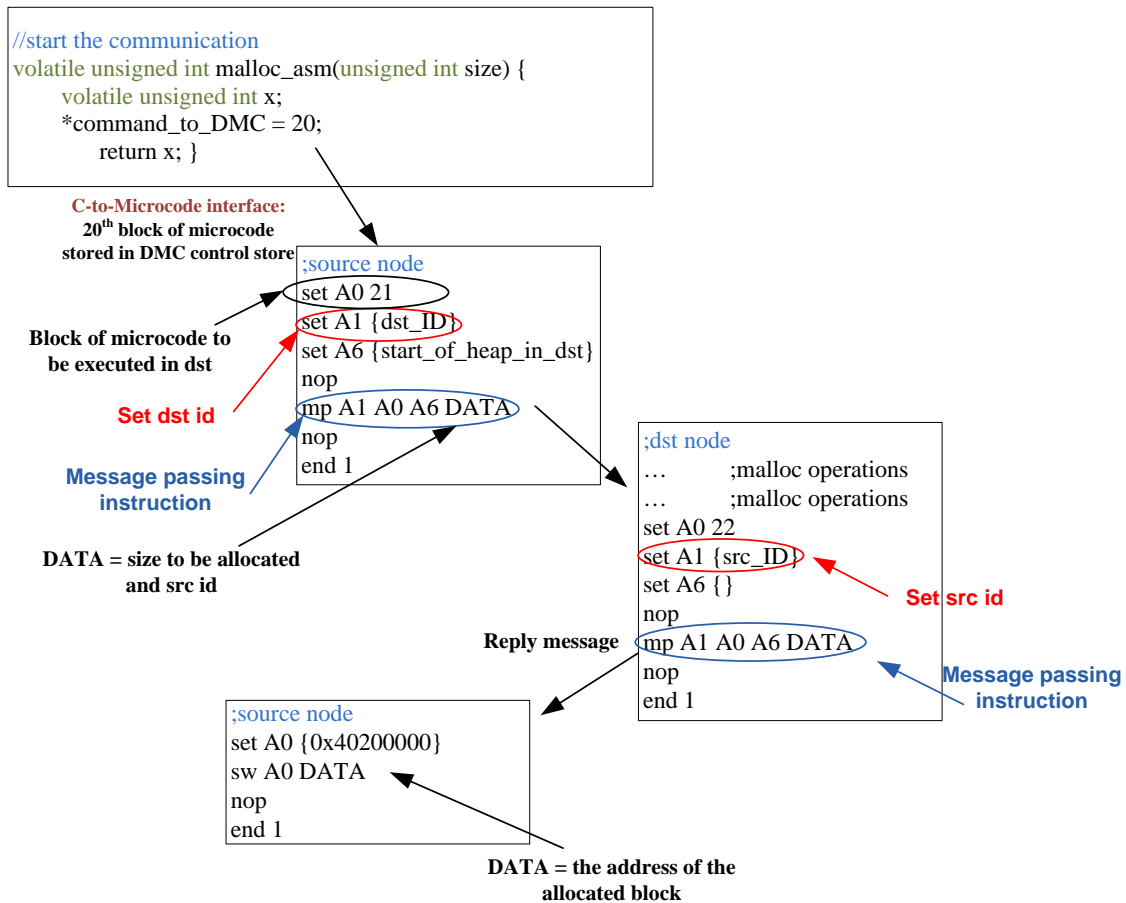 //start the communication
volatile unsigned int malloc_asm(unsigned int size) {
volatile unsigned int x;
*command_to_DMC = 20;
return x; }
C-to-Microcode interface:
20th block of microcode
stored in DMC control store
;source node
set A0 21
set A1 {dst_ID}
set A6 {start_of_heap_in_dst}
nop
mp A1 A0 A6 DATA
nop
end 1
Block of microcode to
be executed in dst
Set dst id
Message passing
instruction
DATA = size to be allocated
and src id
;dst node
… ;malloc operations
… ;malloc operations
set A0 22
set A1 {src_ID}
set A6 {}
nop
mp A1 A0 A6 DATA
nop
end 1
Set src id
Message passing
instruction
Reply message
;source node
set A0 {0x40200000}
sw A0 DATA
nop
end 1
DATA = the address of the
allocated block